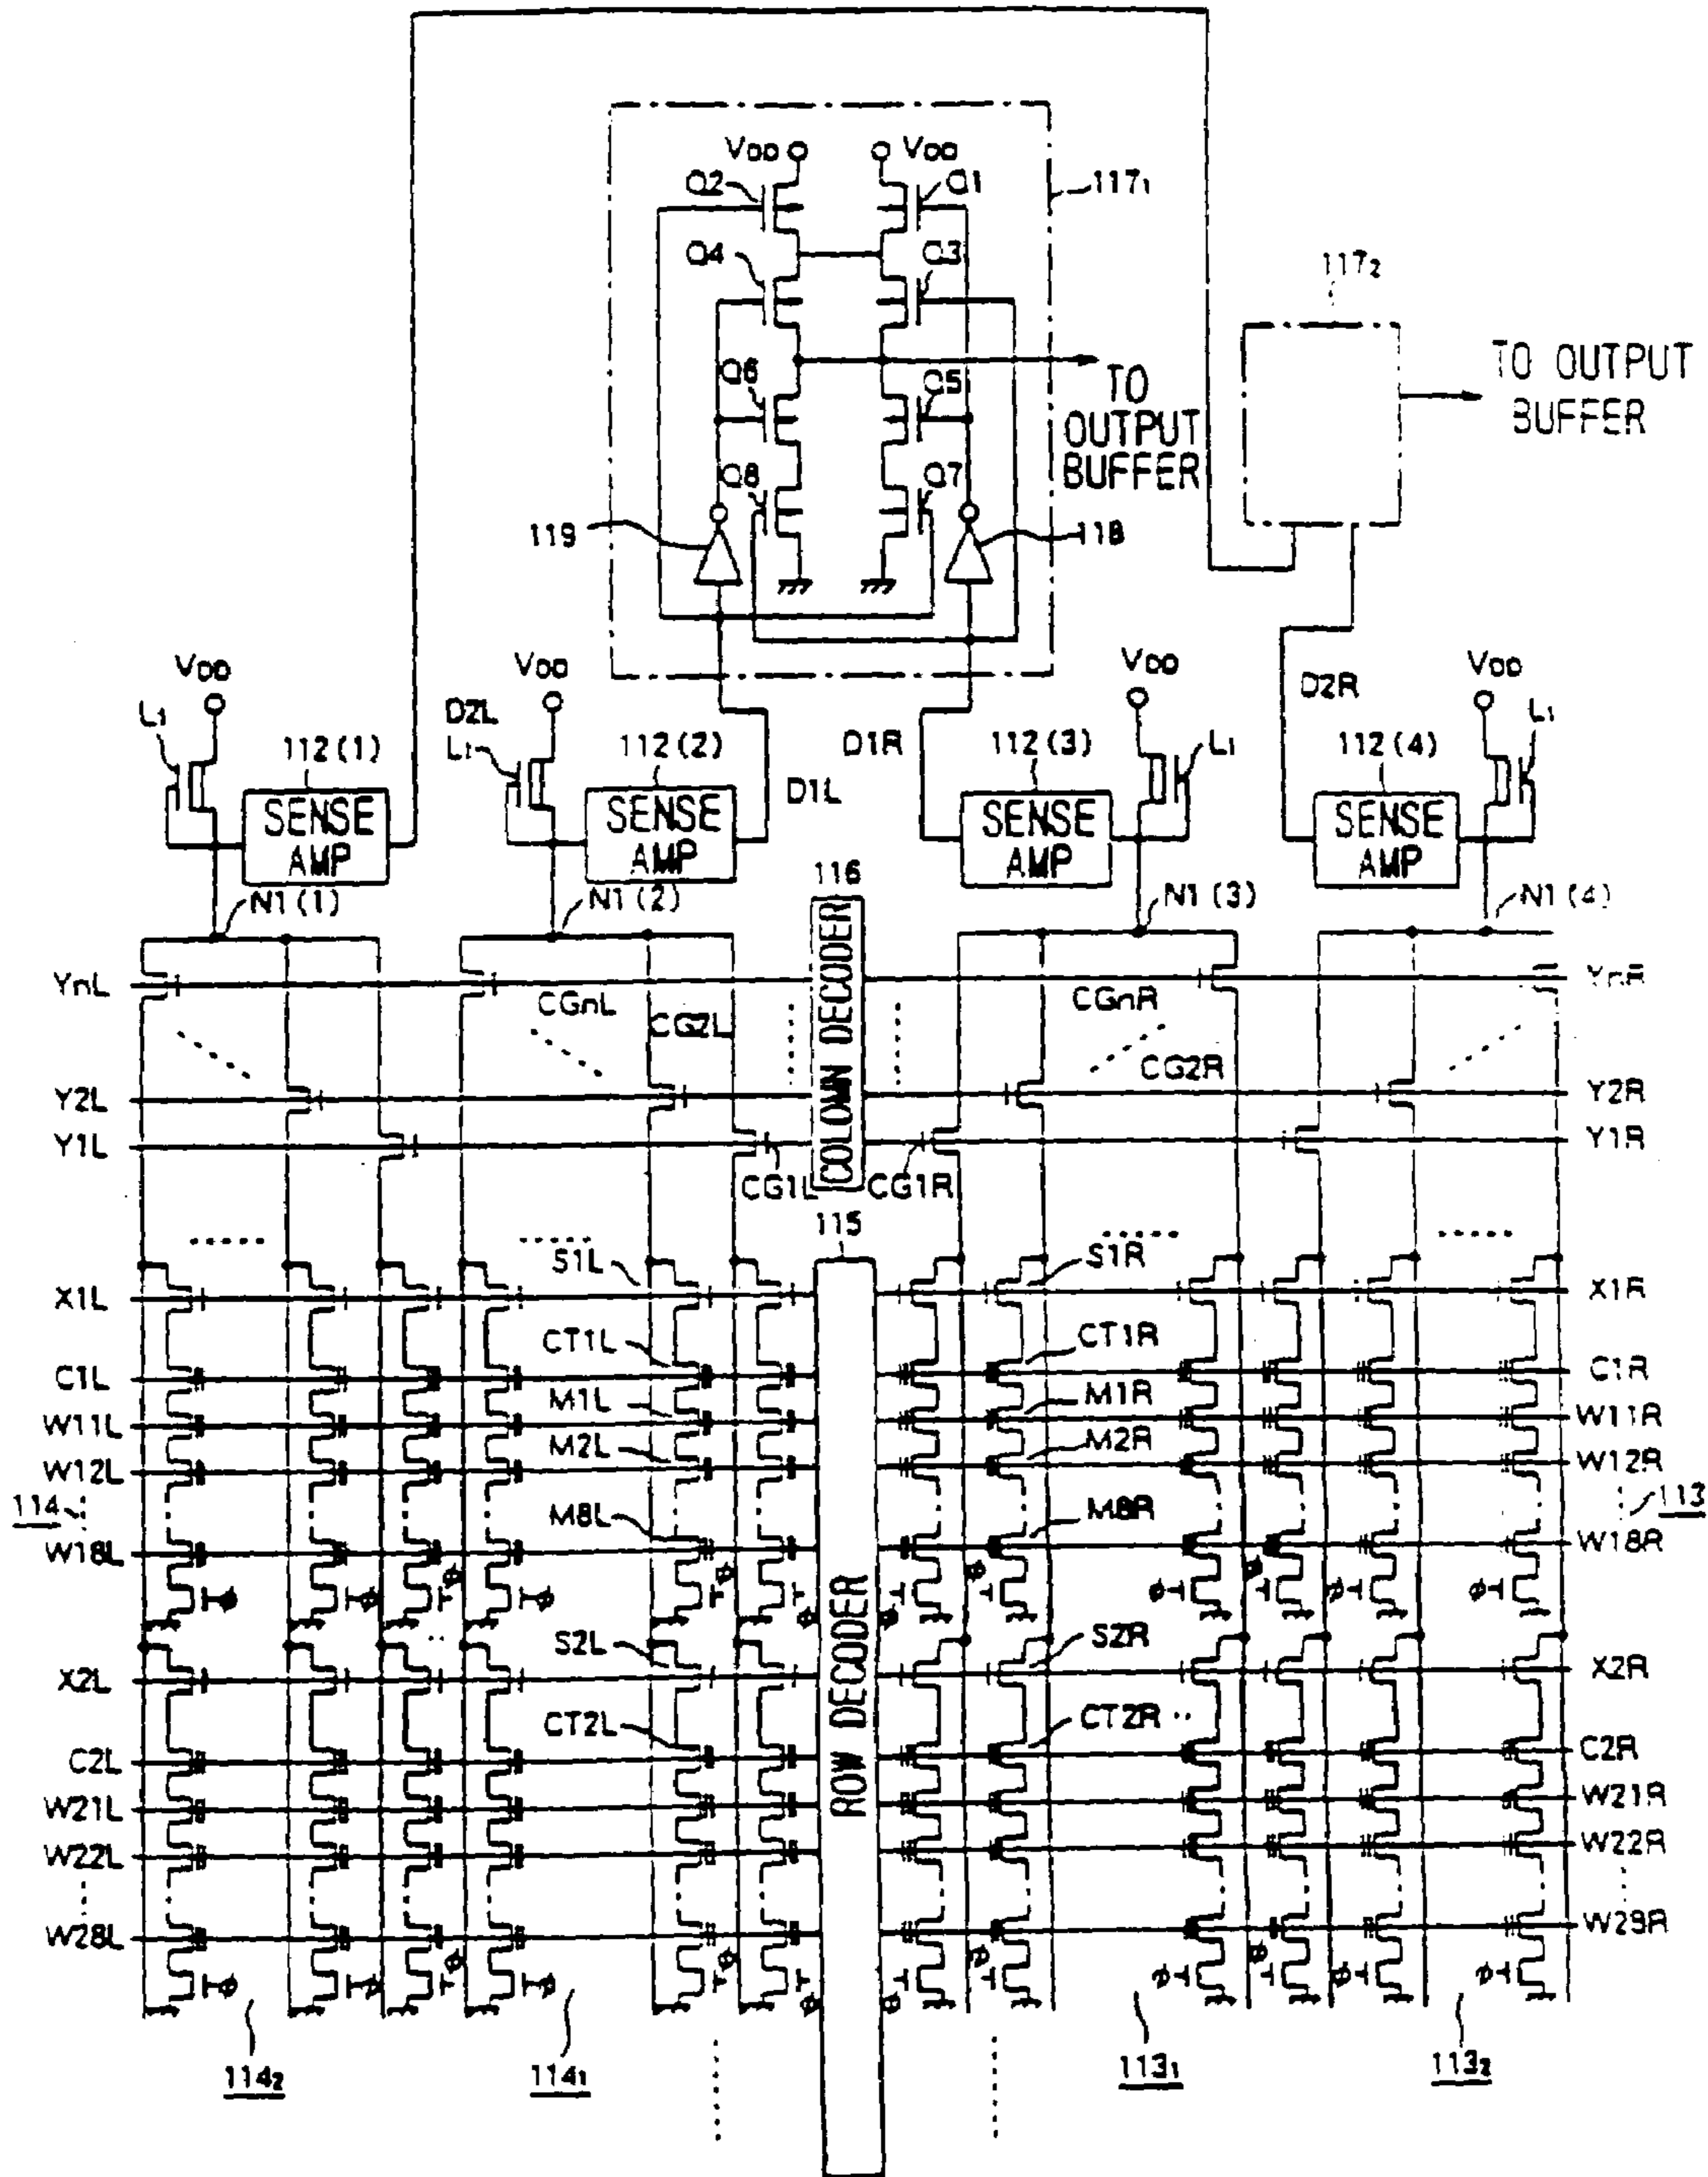 VDD VDD
Q2 Q1 117₁
Q4 Q3
117₂
Q6 Q5
TO OUTPUT BUFFER
TO OUTPUT BUFFER
Q8 Q7
119 118
VDD VDD VDD VDD
L1 D2L D2R L1
112(1) L1 112(2) D1R 112(3) L1 112(4)
D1L
SENSE AMP SENSE AMP SENSE AMP SENSE AMP
116
N1(1) N1(2) N1(3) N1(4)
COLOWN DECODER
YnL CGnL CGnR YnR
CG2L
CG2R
Y2L Y2R
Y1L Y1R
CG1L CG1R
115
S1L S1R
X1L X1R
CT1L CT1R
C1L C1R
M1L M1R
W11L W11R
M2L M2R
W12L W12R
114 113
M8L M8R
W18L W18R
ϕ ϕ ϕ ϕ ϕ ϕ ϕ ϕ ϕ ϕ ϕ ϕ
ROW DECODER
S2L S2R
X2L X2R
CT2L CT2R
C2L C2R
W21L W21R
W22L W22R
W28L W28R
ϕ ϕ ϕ ϕ ϕ ϕ ϕ ϕ ϕ ϕ ϕ ϕ
114₂ 114₁ 113₁ 113₂